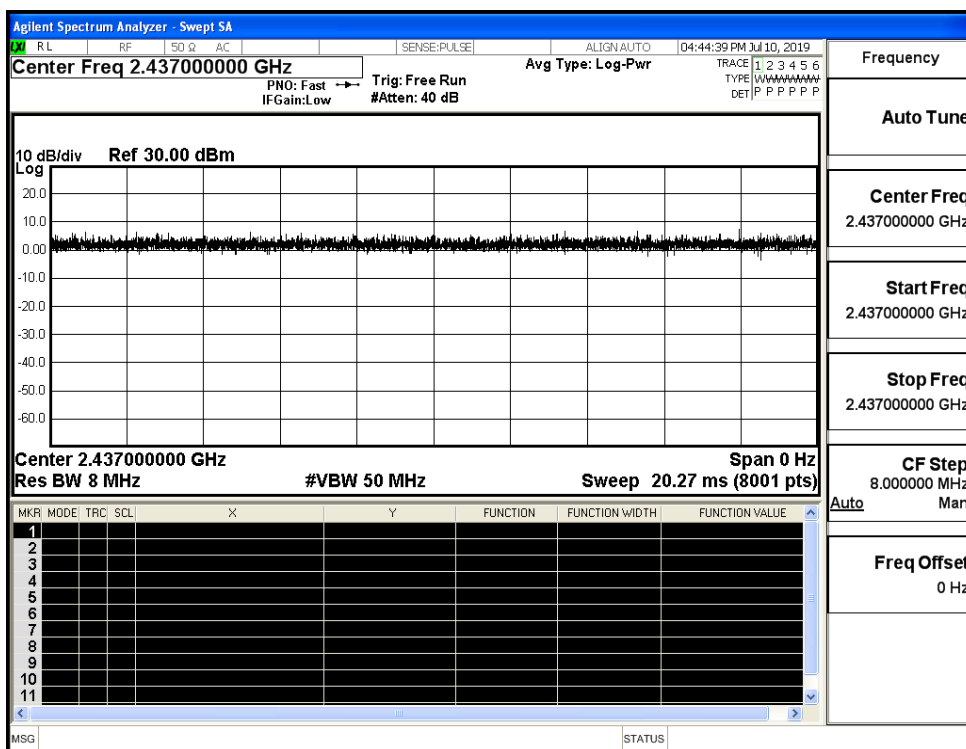 Agilent Spectrum Analyzer - Swept SA
LXI RL RF 50 Ω AC SENSE:PULSE ALIGN AUTO 04:44:39 PM Jul 10, 2019
Center Freq 2.437000000 GHz
PNO: Fast
IFGain:Low
Trig: Free Run
#Atten: 40 dB
Avg Type: Log-Pwr
TRACE 1 2 3 4 5 6
TYPE WWWWWW
DET P P P P P P
10 dB/div Ref 30.00 dBm
Log
20.0
10.0
0.00
-10.0
-20.0
-30.0
-40.0
-50.0
-60.0
Center 2.437000000 GHz Span 0 Hz
Res BW 8 MHz #VBW 50 MHz Sweep 20.27 ms (8001 pts)
MKR MODE TRC SCL X Y FUNCTION FUNCTION WIDTH FUNCTION VALUE
1
2
3
4
5
6
7
8
9
10
11
MSG STATUS
Frequency
Auto Tune
Center Freq
2.437000000 GHz
Start Freq
2.437000000 GHz
Stop Freq
2.437000000 GHz
CF Step
8.000000 MHz
Auto Man
Freq Offset
0 Hz